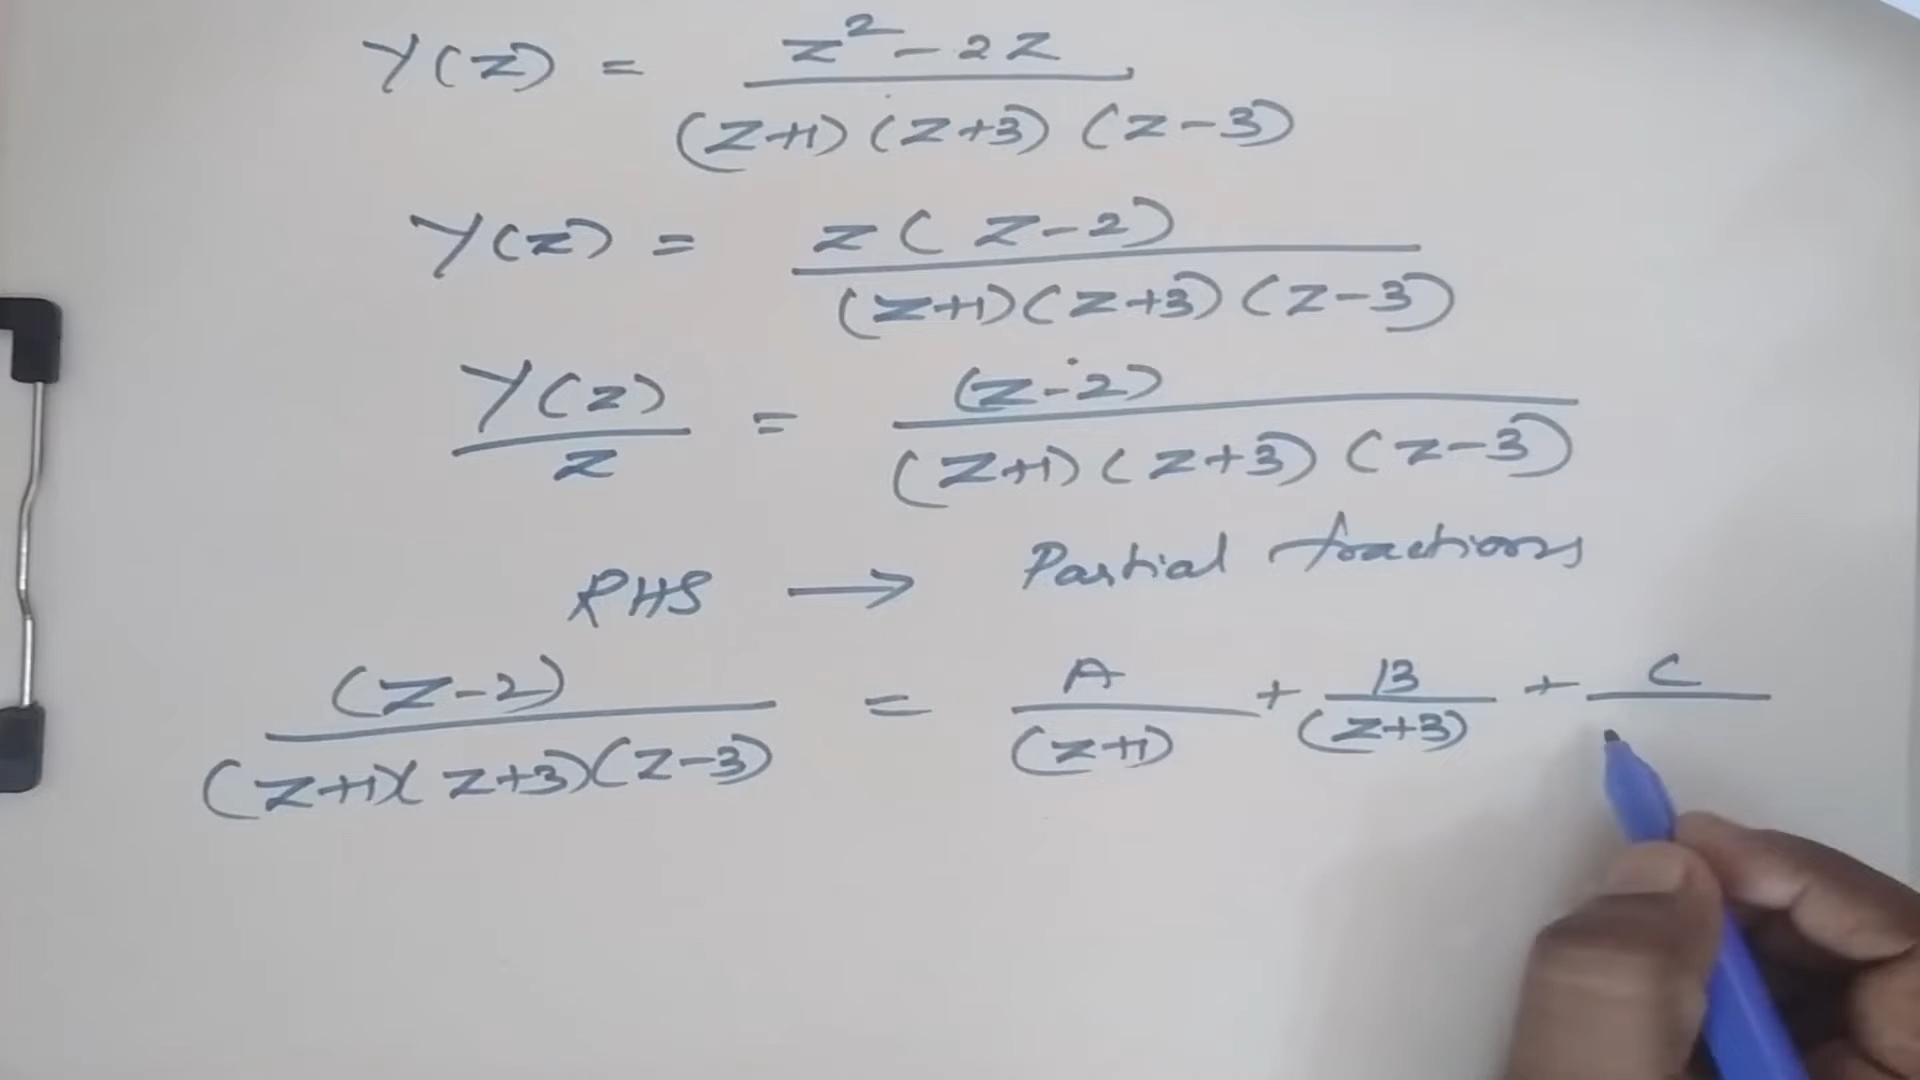 Y(z) = z² - 2z / (z+1)(z+3)(z-3)
Y(z) = z(z-2) / (z+1)(z+3)(z-3)
Y(z)/z = (z-2) / (z+1)(z+3)(z-3)
RHS → Partial fractions
(z-2) / (z+1)(z+3)(z-3) = A/(z+1) + B/(z+3) + C/